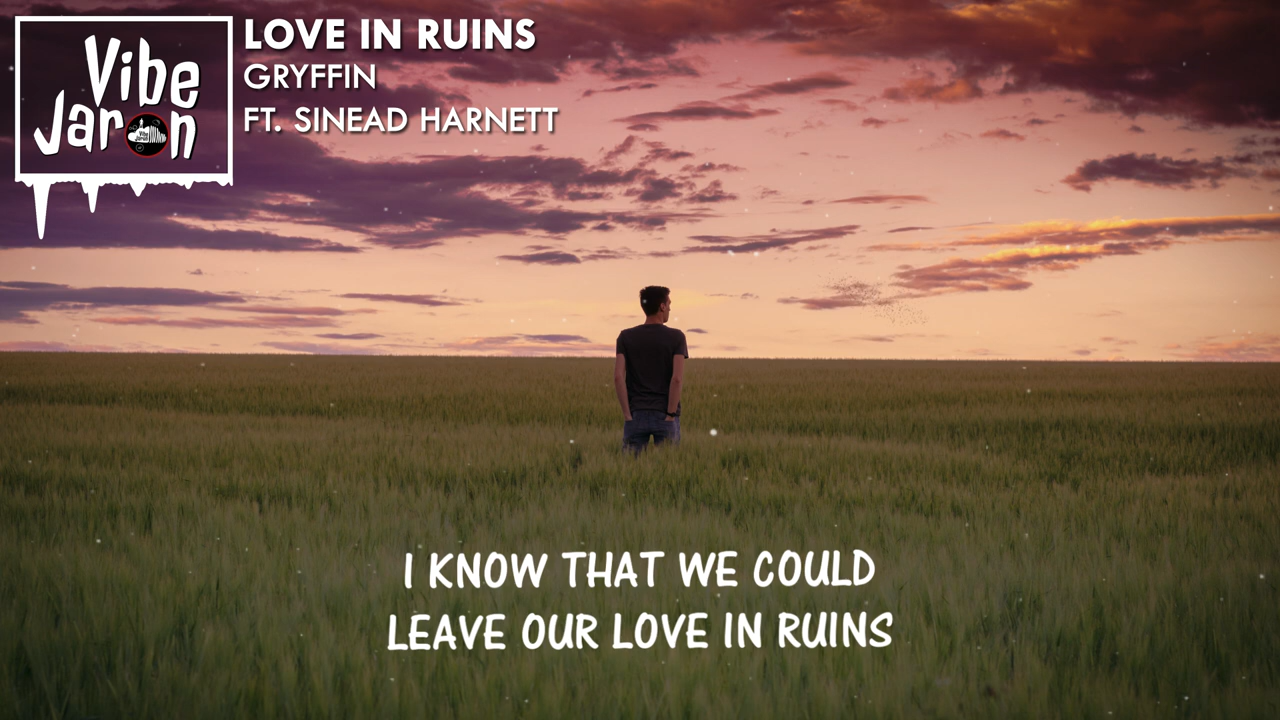 Vibe
Jaron
LOVE IN RUINS
GRYFFIN
FT. SINEAD HARNETT
I KNOW THAT WE COULD
LEAVE OUR LOVE IN RUINS